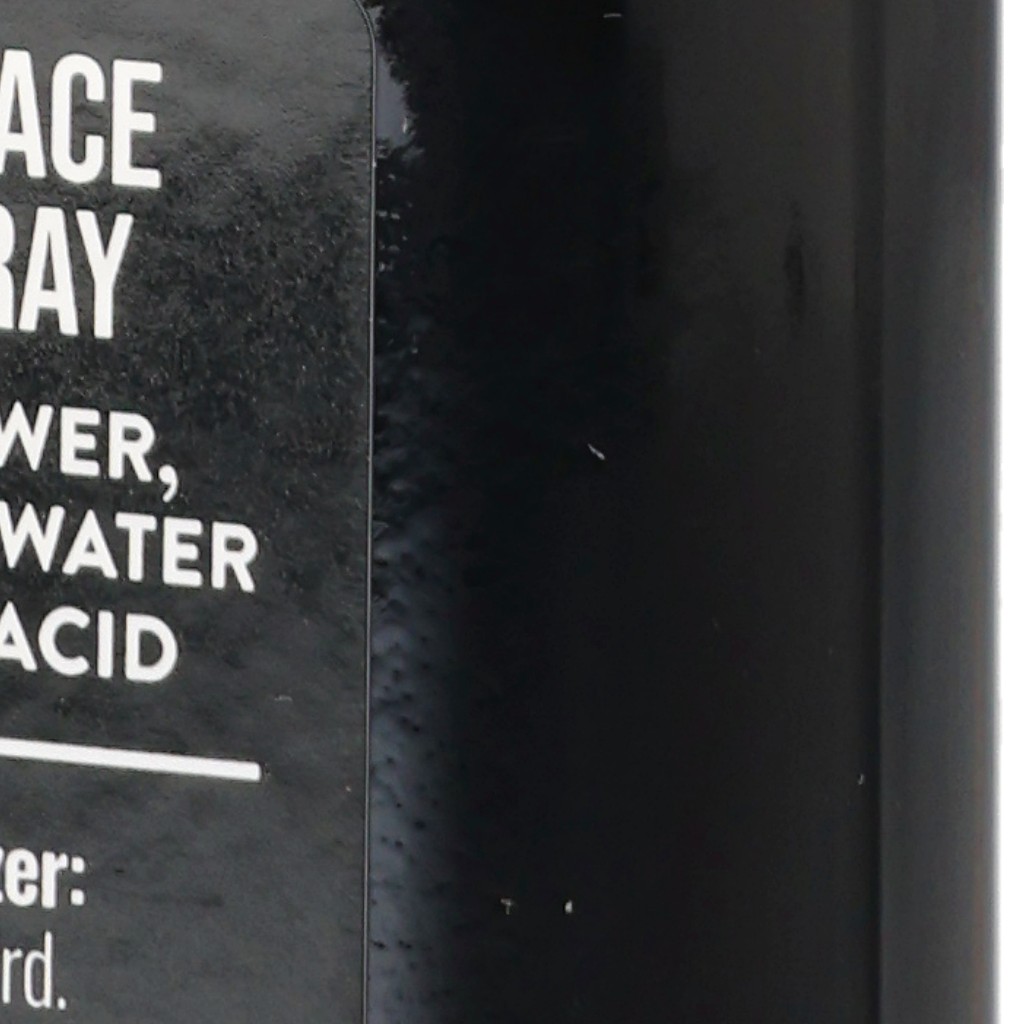 ACE
RAY
WER,
WATER
ACID
zer:
rd.